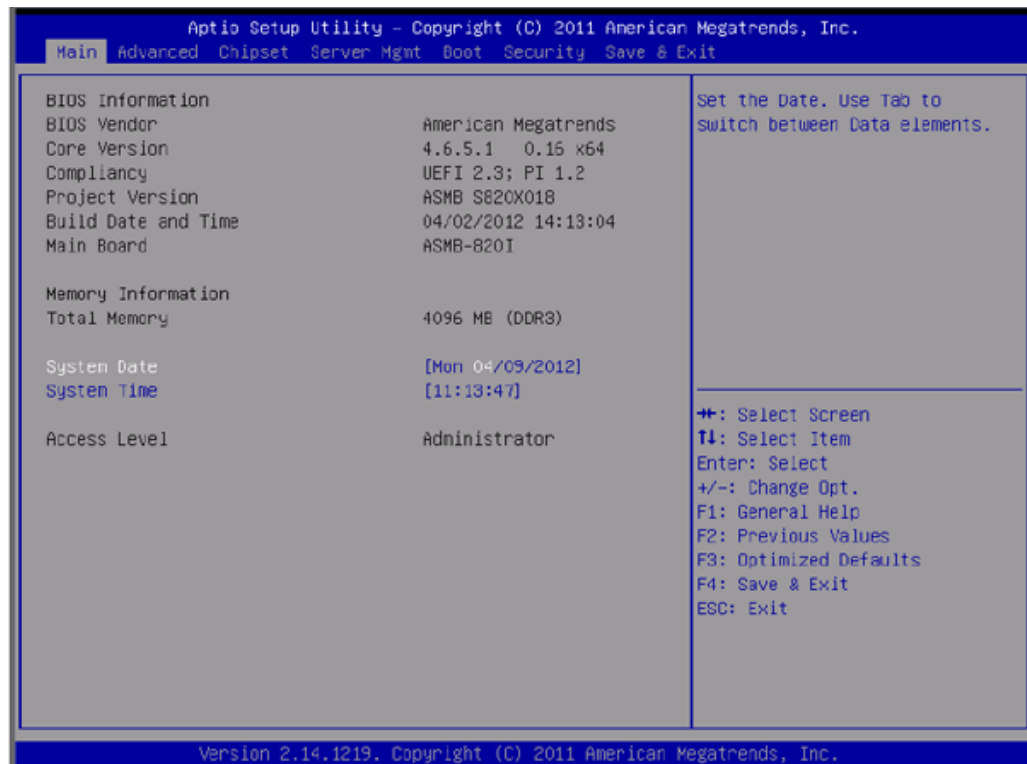 Aptio Setup Utility – Copyright (C) 2011 American Megatrends, Inc.
Main Advanced Chipset Server Mgmt Boot Security Save & Exit
BIOS Information
BIOS Vendor American Megatrends
Core Version 4.6.5.1 0.16 x64
Compliancy UEFI 2.3; PI 1.2
Project Version ASMB S820X018
Build Date and Time 04/02/2012 14:13:04
Main Board ASMB-820I
Memory Information
Total Memory 4096 MB (DDR3)
System Date [Mon 04/09/2012]
System Time [11:13:47]
Access Level Administrator
Set the Date. Use Tab to
switch between Data elements.
→←: Select Screen
↑↓: Select Item
Enter: Select
+/-: Change Opt.
F1: General Help
F2: Previous Values
F3: Optimized Defaults
F4: Save & Exit
ESC: Exit
Version 2.14.1219. Copyright (C) 2011 American Megatrends, Inc.